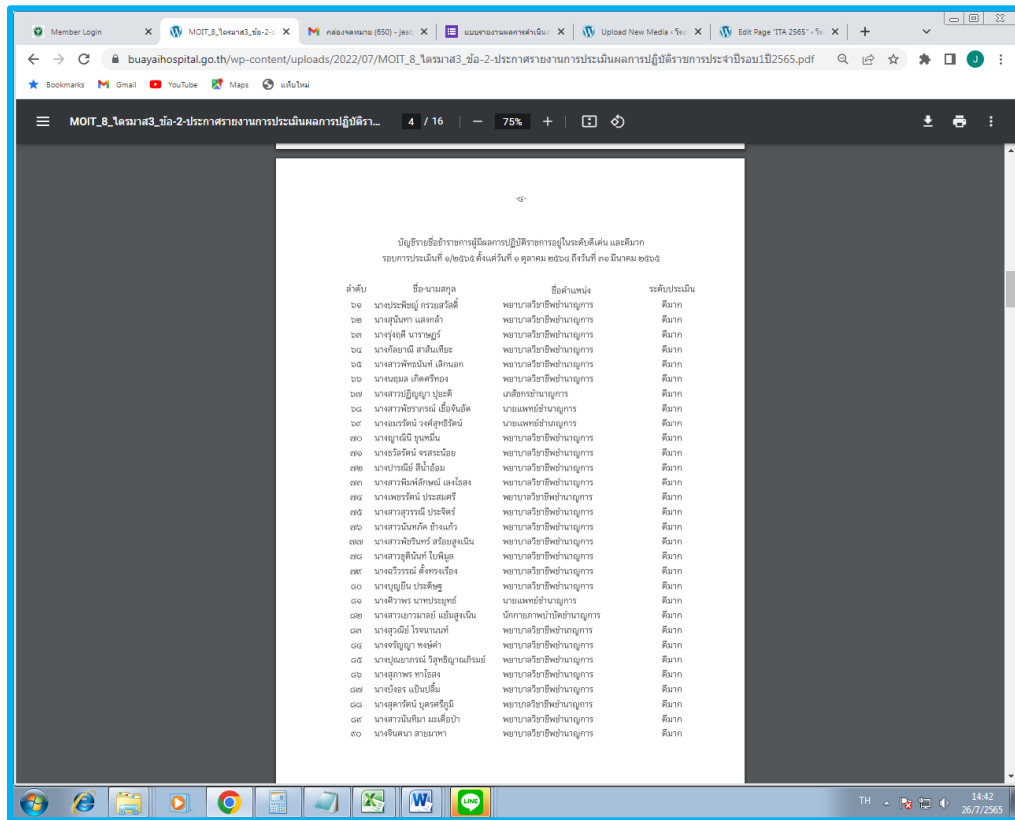 Member Login
MOIT_8_ไตรมาส3_ข้อ-2-ป
กล่องจดหมาย (650) - jest
แบบรายงานผลการดำเนิน
Upload New Media ‹ โรง
Edit Page "ITA 2565" ‹ โร
buayaihospital.go.th/wp-content/uploads/2022/07/MOIT_8_ไตรมาส3_ข้อ-2-ประกาศรายงานการประเมินผลการปฏิบัติราชการประจำปีรอบ1ปี2565.pdf
J
Bookmarks
Gmail
YouTube
Maps
แท็บใหม่
MOIT_8_ไตรมาส3_ข้อ-2-ประกาศรายงานการประเมินผลการปฏิบัติรา...
4 / 16
75%
-๔-
บัญชีรายชื่อข้าราชการผู้มีผลการปฏิบัติราชการอยู่ในระดับดีเด่น และดีมาก
รอบการประเมินที่ ๑/๒๕๖๕ ตั้งแต่วันที่ ๑ ตุลาคม ๒๕๖๔ ถึงวันที่ ๓๑ มีนาคม ๒๕๖๕
ลำดับ ชื่อ-นามสกุล ชื่อตำแหน่ง ระดับประเมิน
๖๑ นางประพิชญ์ กรวยสวัสดิ์ พยาบาลวิชาชีพชำนาญการ ดีมาก
๖๒ นางสุนันทา แสงกล้า พยาบาลวิชาชีพชำนาญการ ดีมาก
๖๓ นางรุ่งฤดี นาราษฎร์ พยาบาลวิชาชีพชำนาญการ ดีมาก
๖๔ นางกัลยาณี สาสันเทียะ พยาบาลวิชาชีพชำนาญการ ดีมาก
๖๕ นางสาวพัทธนันท์ เลิกนอก พยาบาลวิชาชีพชำนาญการ ดีมาก
๖๖ นางนฤมล เกิดศรีทอง พยาบาลวิชาชีพชำนาญการ ดีมาก
๖๗ นางสาวปฏิญญา ปุยะติ เภสัชกรชำนาญการ ดีมาก
๖๘ นางสาวพัชราภรณ์ เชื้อจันอัด นายแพทย์ชำนาญการ ดีมาก
๖๙ นางอมรรัตน์ วงศ์สุทธิรัตน์ นายแพทย์ชำนาญการ ดีมาก
๗๐ นางญาณินี ขุนหมื่น พยาบาลวิชาชีพชำนาญการ ดีมาก
๗๑ นางธวัลรัตน์ จรสระน้อย พยาบาลวิชาชีพชำนาญการ ดีมาก
๗๒ นางปารณีย์ สีน้ำอ้อม พยาบาลวิชาชีพชำนาญการ ดีมาก
๗๓ นางสาวพิมพ์ลักษณ์ เลงไธสง พยาบาลวิชาชีพชำนาญการ ดีมาก
๗๔ นางเพชรรัตน์ ประสมศรี พยาบาลวิชาชีพชำนาญการ ดีมาก
๗๕ นางสาวสุวรรณี ประจิตร์ พยาบาลวิชาชีพชำนาญการ ดีมาก
๗๖ นางสาวนันทภัค ช้างแก้ว พยาบาลวิชาชีพชำนาญการ ดีมาก
๗๗ นางสาวพัชรินทร์ สร้อยสูงเนิน พยาบาลวิชาชีพชำนาญการ ดีมาก
๗๘ นางสาวชุตินันท์ ใบพิมูล พยาบาลวิชาชีพชำนาญการ ดีมาก
๗๙ นางฉวีวรรณ์ ตั้งทรงเรือง พยาบาลวิชาชีพชำนาญการ ดีมาก
๘๐ นางบุญยืน ประดิษฐ พยาบาลวิชาชีพชำนาญการ ดีมาก
๘๑ นางศิวาพร นาทประยุทธ์ นายแพทย์ชำนาญการ ดีมาก
๘๒ นางสาวเยาวมาลย์ แย้มสูงเนิน นักกายภาพบำบัดชำนาญการ ดีมาก
๘๓ นางสุวณีย์ โรจนานนท์ พยาบาลวิชาชีพชำนาญการ ดีมาก
๘๔ นางจรัญญา พงษ์คำ พยาบาลวิชาชีพชำนาญการ ดีมาก
๘๕ นางปุณยาภรณ์ วิสุทธิญาณภิรมย์ พยาบาลวิชาชีพชำนาญการ ดีมาก
๘๖ นางสุภาพร ทาไธสง พยาบาลวิชาชีพชำนาญการ ดีมาก
๘๗ นางบังอร แป้นปลื้ม พยาบาลวิชาชีพชำนาญการ ดีมาก
๘๘ นางสุดารัตน์ บุตรศรีภูมิ พยาบาลวิชาชีพชำนาญการ ดีมาก
๘๙ นางสาวนันทิมา มะเดื่อป่า พยาบาลวิชาชีพชำนาญการ ดีมาก
๙๐ นางจินตนา สายมาหา พยาบาลวิชาชีพชำนาญการ ดีมาก
LINE
TH
14:42
26/7/2565